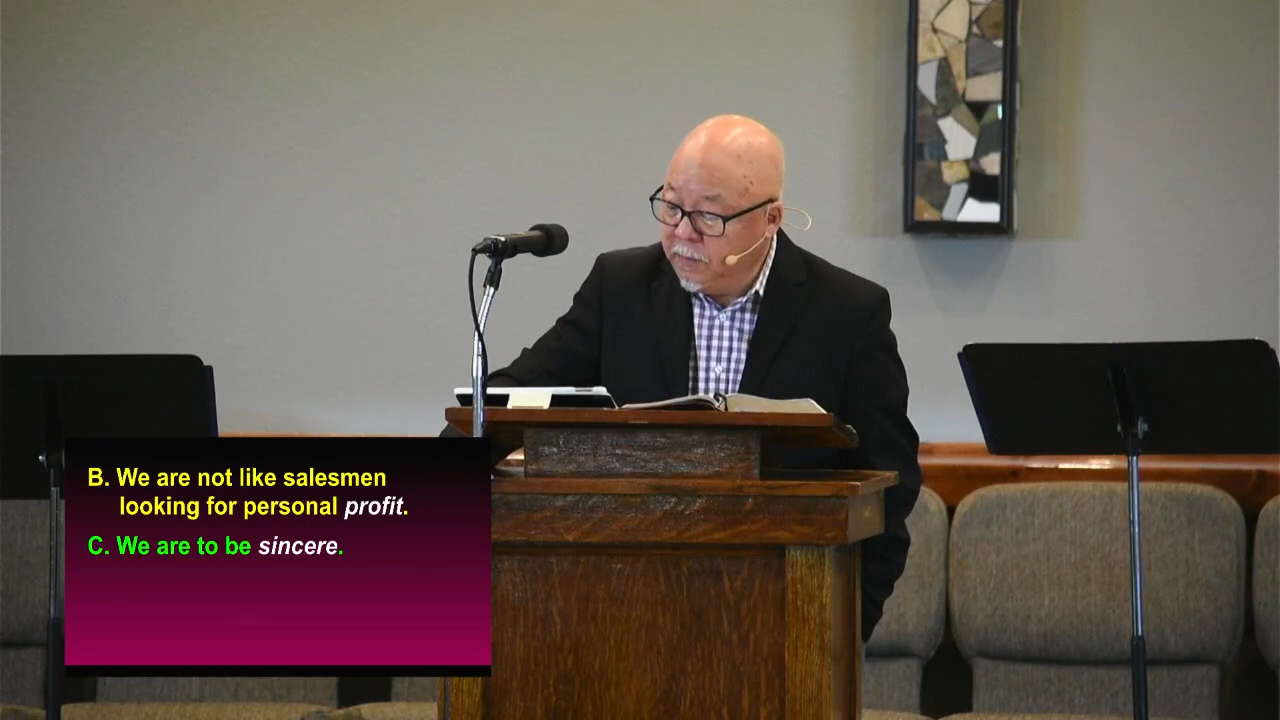 B. We are not like salesmen
looking for personal profit.
C. We are to be sincere.